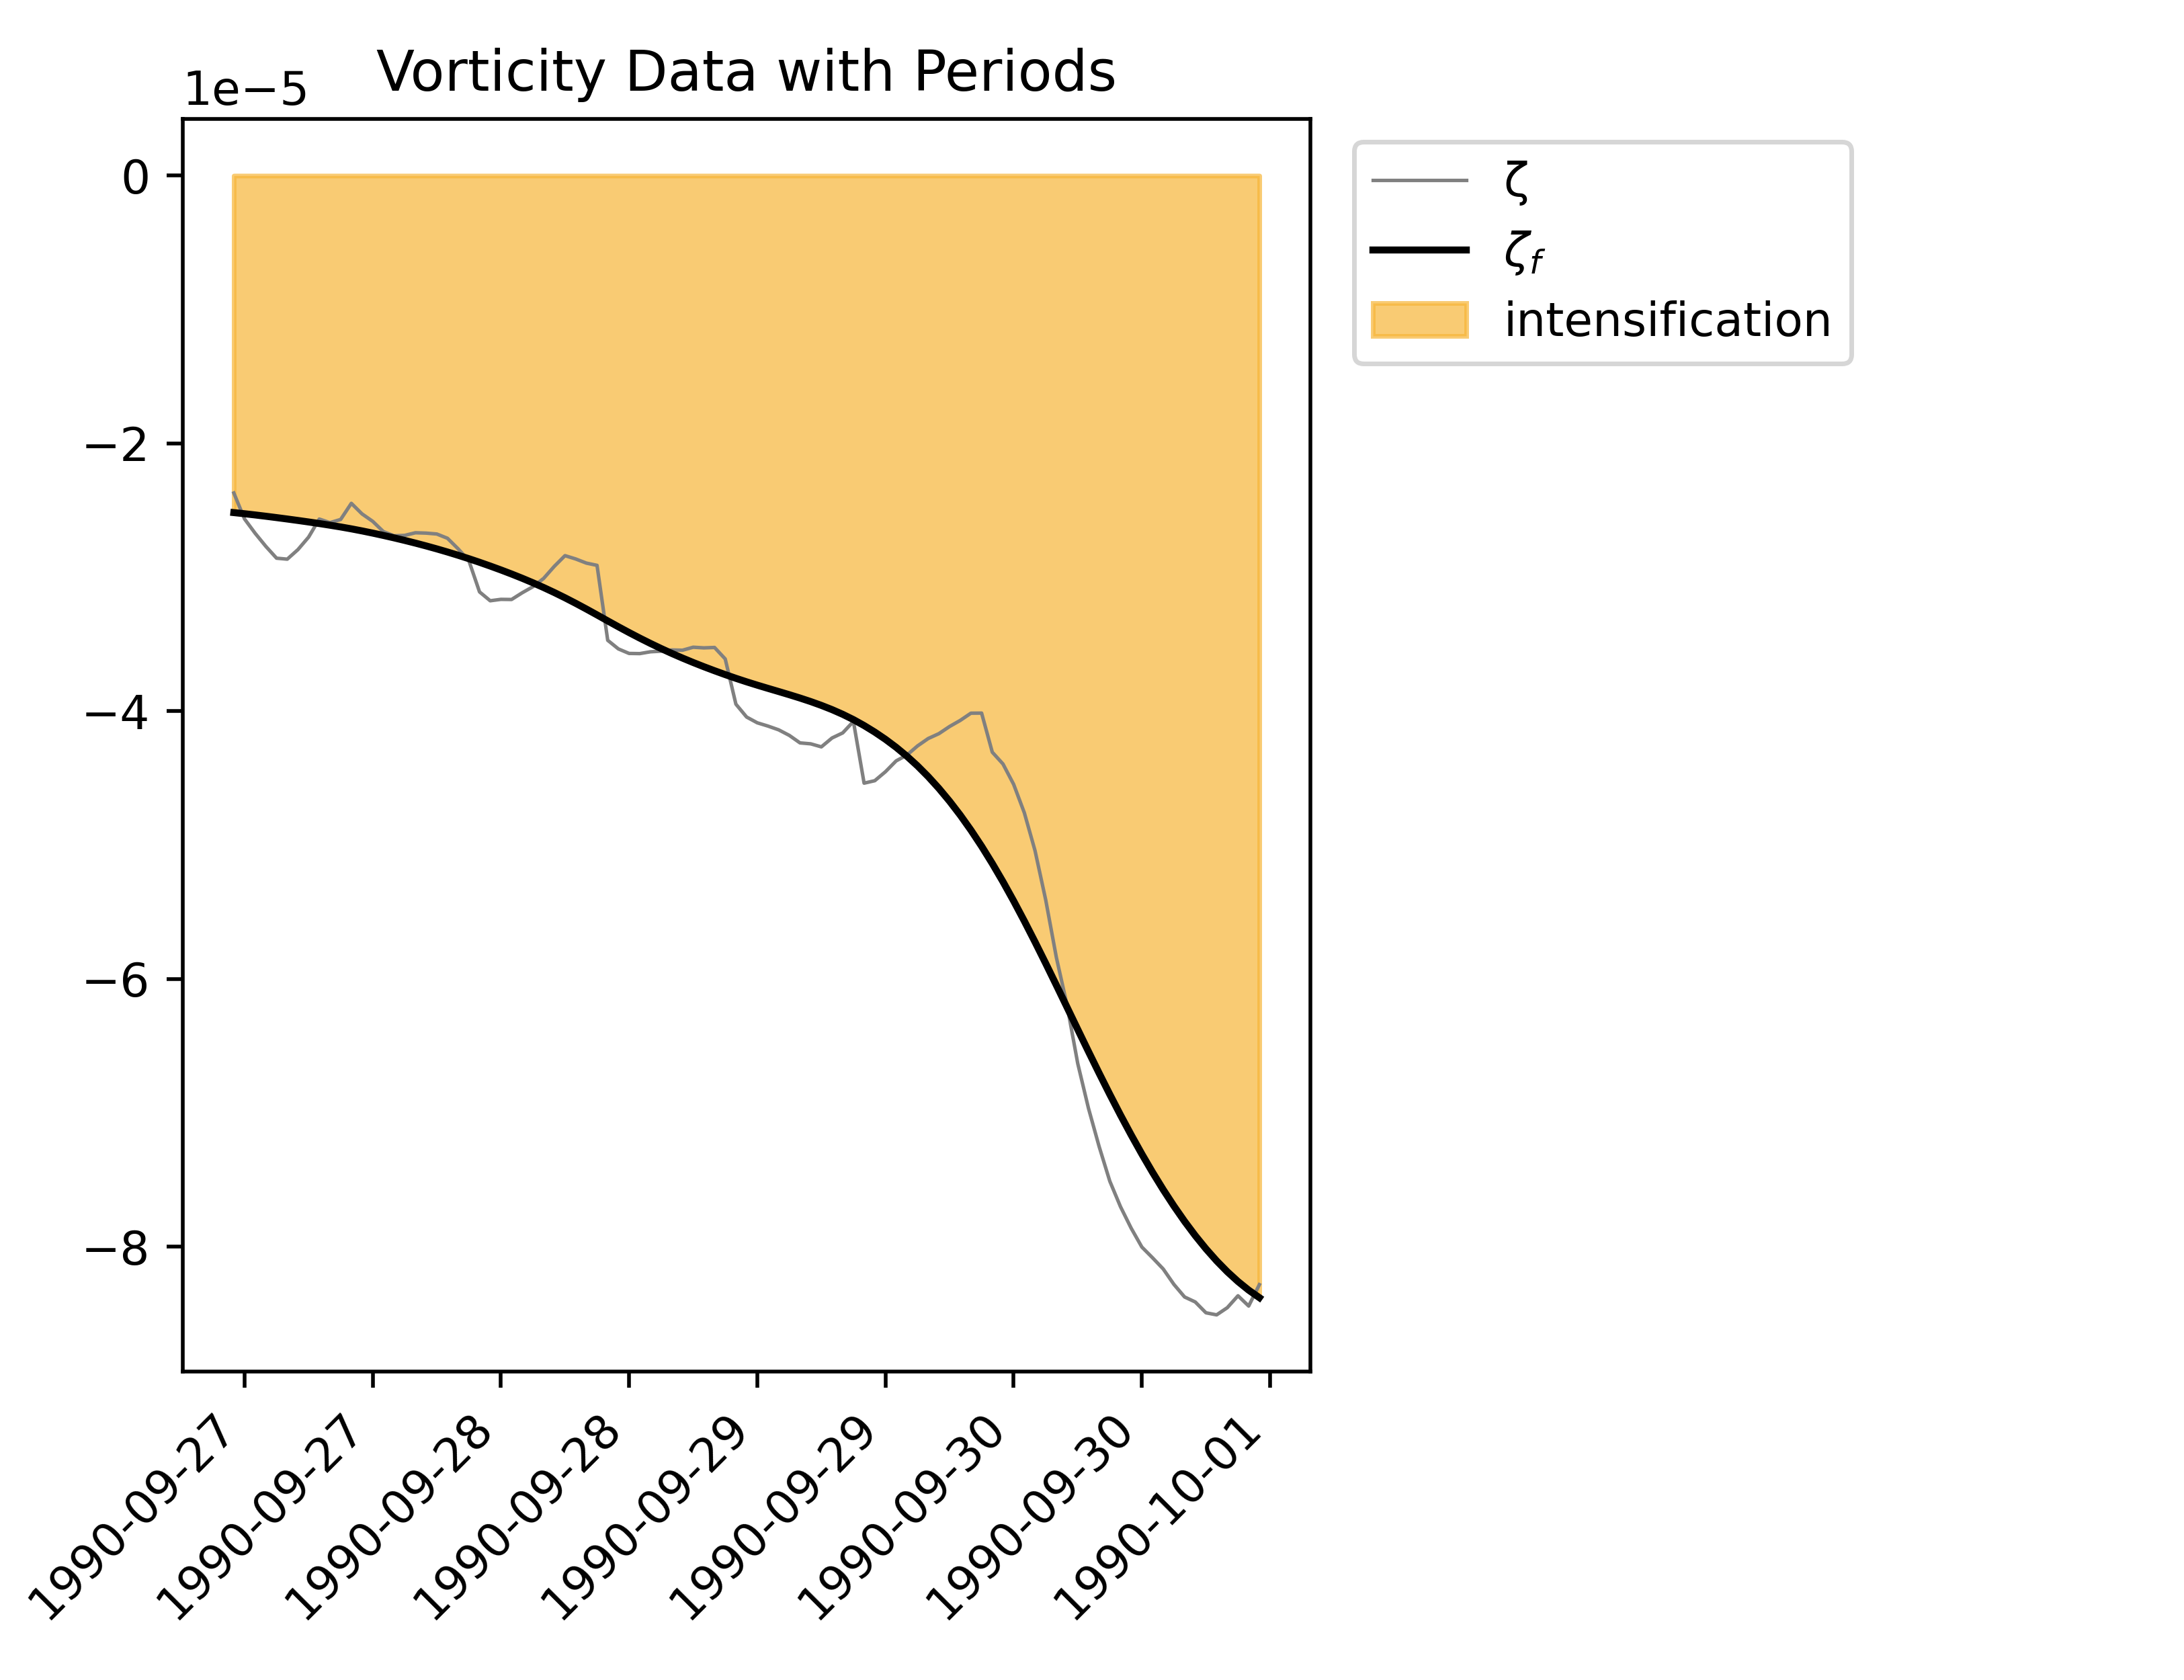 Vorticity Data with Periods
1e−5
0
−2
−4
−6
−8
1990-09-27
1990-09-27
1990-09-28
1990-09-28
1990-09-29
1990-09-29
1990-09-30
1990-09-30
1990-10-01
ζ
ζf
intensification